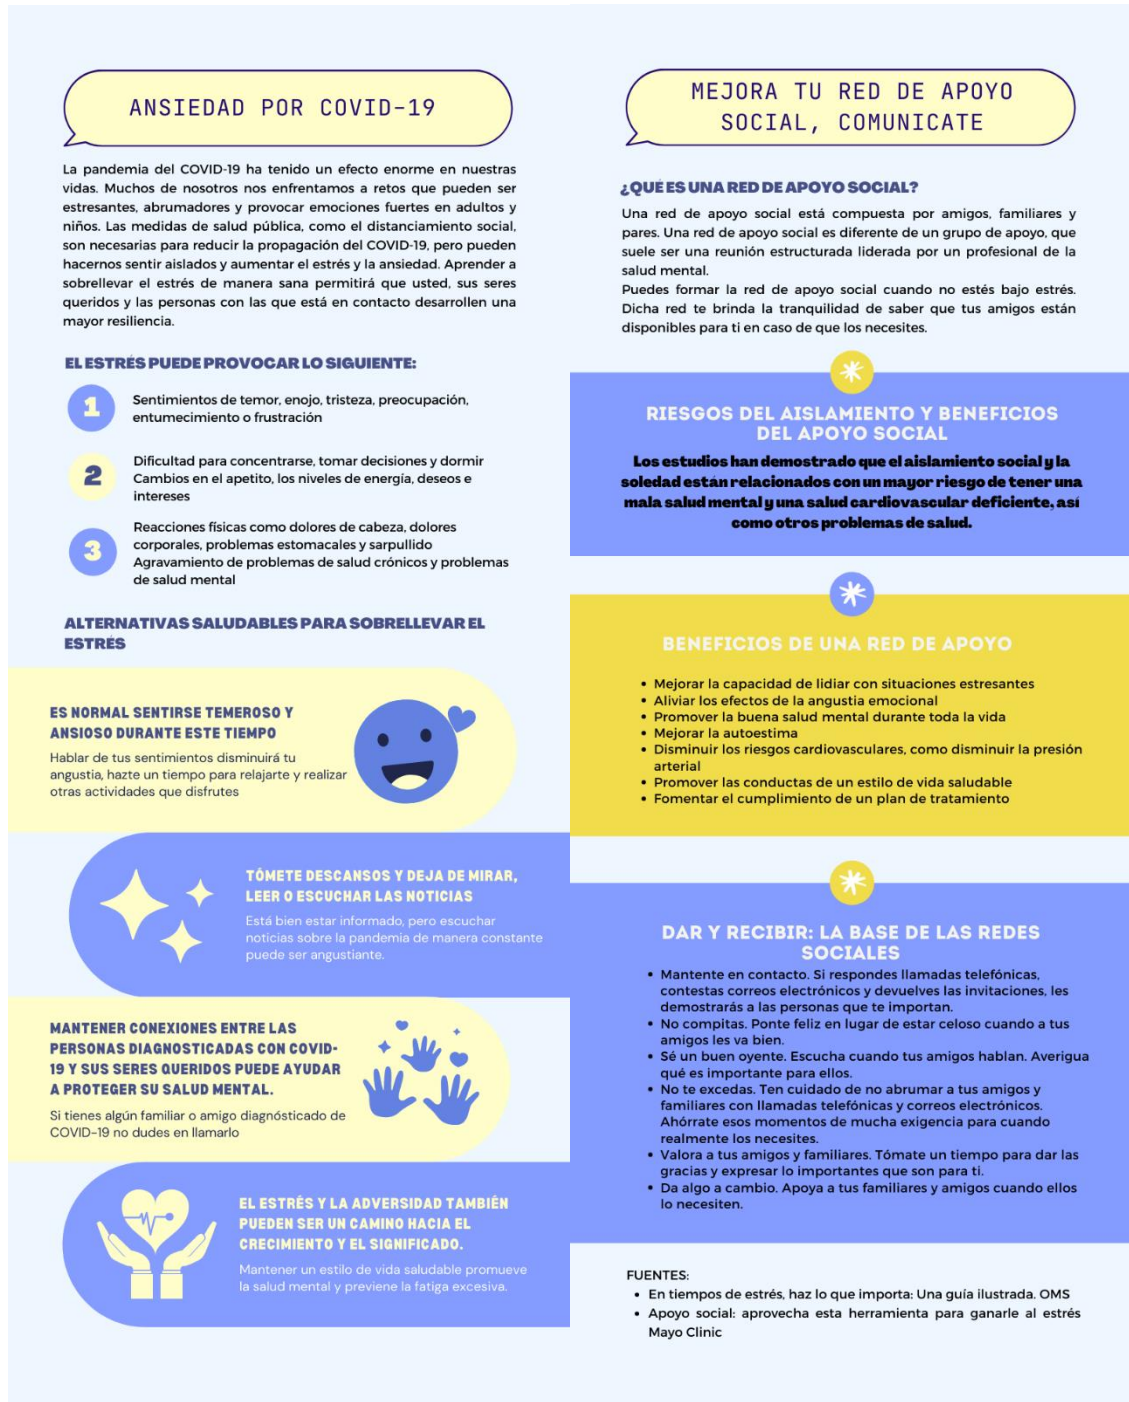 ANSIEDAD POR COVID-19
La pandemia del COVID-19 ha tenido un efecto enorme en nuestras
vidas. Muchos de nosotros nos enfrentamos a retos que pueden ser
estresantes, abrumadores y provocar emociones fuertes en adultos y
niños. Las medidas de salud pública, como el distanciamiento social,
son necesarias para reducir la propagación del COVID-19, pero pueden
hacernos sentir aislados y aumentar el estrés y la ansiedad. Aprender a
sobrellevar el estrés de manera sana permitirá que usted, sus seres
queridos y las personas con las que está en contacto desarrollen una
mayor resiliencia.
EL ESTRÉS PUEDE PROVOCAR LO SIGUIENTE:
1
Sentimientos de temor, enojo, tristeza, preocupación,
entumecimiento o frustración
2
Dificultad para concentrarse, tomar decisiones y dormir
Cambios en el apetito, los niveles de energía, deseos e
intereses
3
Reacciones físicas como dolores de cabeza, dolores
corporales, problemas estomacales y sarpullido
Agravamiento de problemas de salud crónicos y problemas
de salud mental
ALTERNATIVAS SALUDABLES PARA SOBRELLEVAR EL
ESTRÉS
ES NORMAL SENTIRSE TEMEROSO Y
ANSIOSO DURANTE ESTE TIEMPO
Hablar de tus sentimientos disminuirá tu
angustia, hazte un tiempo para relajarte y realizar
otras actividades que disfrutes
TÓMETE DESCANSOS Y DEJA DE MIRAR,
LEER O ESCUCHAR LAS NOTICIAS
Está bien estar informado, pero escuchar
noticias sobre la pandemia de manera constante
puede ser angustiante.
MANTENER CONEXIONES ENTRE LAS
PERSONAS DIAGNOSTICADAS CON COVID-
19 Y SUS SERES QUERIDOS PUEDE AYUDAR
A PROTEGER SU SALUD MENTAL.
Si tienes algún familiar o amigo diagnósticado de
COVID-19 no dudes en llamarlo
EL ESTRÉS Y LA ADVERSIDAD TAMBIÉN
PUEDEN SER UN CAMINO HACIA EL
CRECIMIENTO Y EL SIGNIFICADO.
Mantener un estilo de vida saludable promueve
la salud mental y previene la fatiga excesiva.
MEJORA TU RED DE APOYO
SOCIAL, COMUNICATE
¿QUÉ ES UNA RED DE APOYO SOCIAL?
Una red de apoyo social está compuesta por amigos, familiares y
pares. Una red de apoyo social es diferente de un grupo de apoyo, que
suele ser una reunión estructurada liderada por un profesional de la
salud mental.
Puedes formar la red de apoyo social cuando no estés bajo estrés.
Dicha red te brinda la tranquilidad de saber que tus amigos están
disponibles para ti en caso de que los necesites.
RIESGOS DEL AISLAMIENTO Y BENEFICIOS
DEL APOYO SOCIAL
Los estudios han demostrado que el aislamiento social y la
soledad están relacionados con un mayor riesgo de tener una
mala salud mental y una salud cardiovascular deficiente, así
como otros problemas de salud.
BENEFICIOS DE UNA RED DE APOYO
• Mejorar la capacidad de lidiar con situaciones estresantes
• Aliviar los efectos de la angustia emocional
• Promover la buena salud mental durante toda la vida
• Mejorar la autoestima
• Disminuir los riesgos cardiovasculares, como disminuir la presión
arterial
• Promover las conductas de un estilo de vida saludable
• Fomentar el cumplimiento de un plan de tratamiento
DAR Y RECIBIR: LA BASE DE LAS REDES
SOCIALES
• Mantente en contacto. Si respondes llamadas telefónicas,
contestas correos electrónicos y devuelves las invitaciones, les
demostrarás a las personas que te importan.
• No compitas. Ponte feliz en lugar de estar celoso cuando a tus
amigos les va bien.
• Sé un buen oyente. Escucha cuando tus amigos hablan. Averigua
qué es importante para ellos.
• No te excedas. Ten cuidado de no abrumar a tus amigos y
familiares con llamadas telefónicas y correos electrónicos.
Ahórrate esos momentos de mucha exigencia para cuando
realmente los necesites.
• Valora a tus amigos y familiares. Tómate un tiempo para dar las
gracias y expresar lo importantes que son para ti.
• Da algo a cambio. Apoya a tus familiares y amigos cuando ellos
lo necesiten.
FUENTES:
• En tiempos de estrés, haz lo que importa: Una guía ilustrada. OMS
• Apoyo social: aprovecha esta herramienta para ganarle al estrés
Mayo Clinic